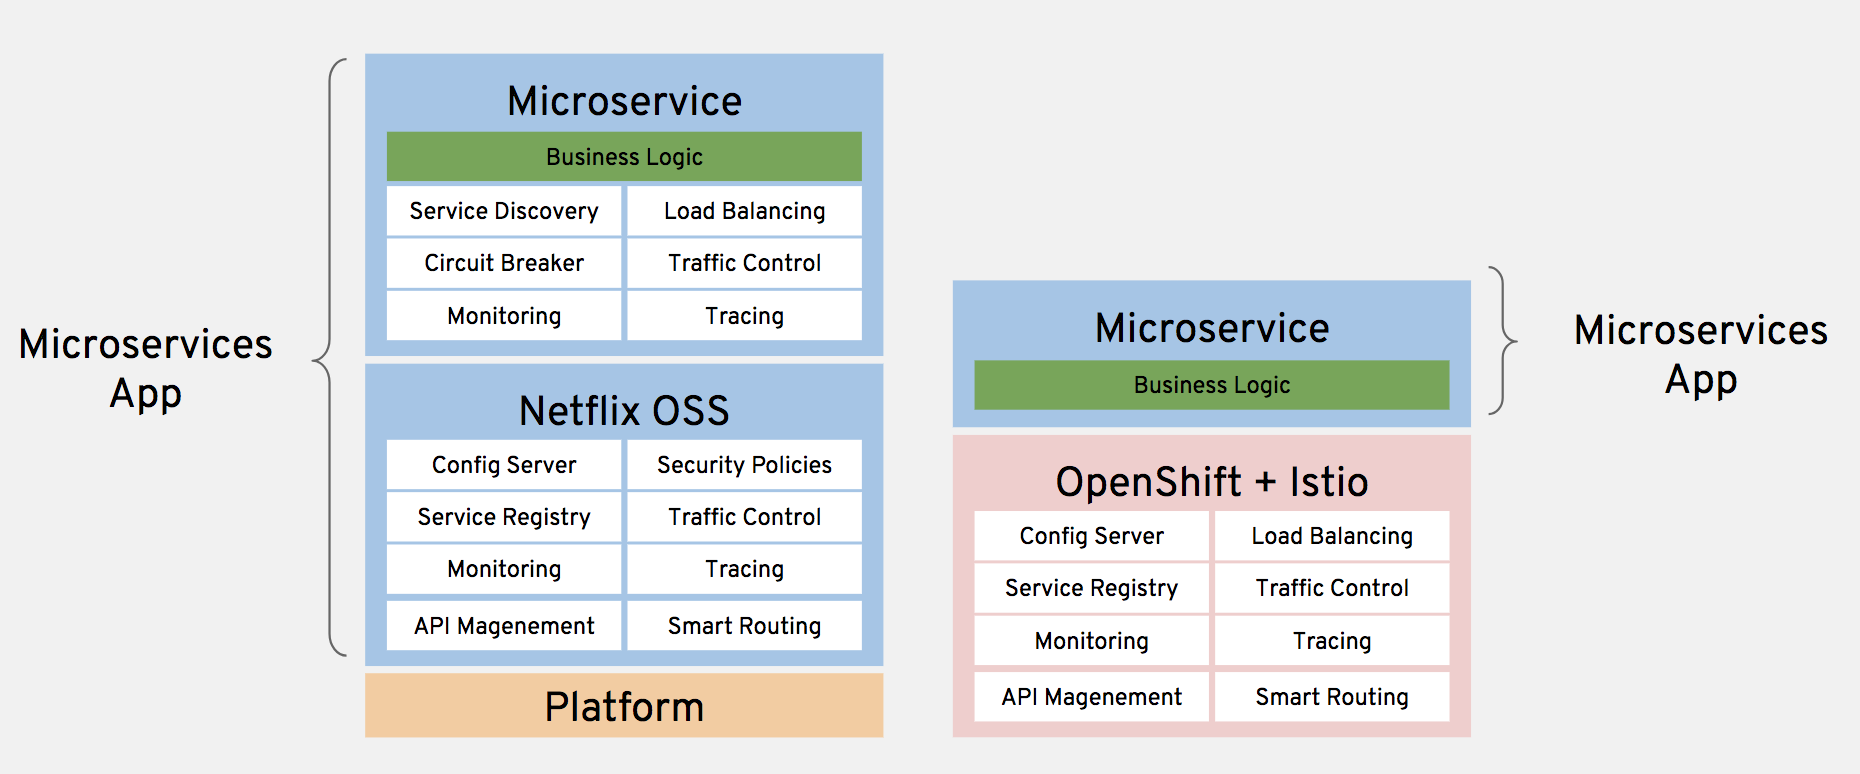 Microservices
App
Microservice
Business Logic
Service Discovery
Load Balancing
Circuit Breaker
Traffic Control
Monitoring
Tracing
Netflix OSS
Config Server
Security Policies
Service Registry
Traffic Control
Monitoring
Tracing
API Magenement
Smart Routing
Platform
Microservice
Business Logic
OpenShift + Istio
Config Server
Load Balancing
Service Registry
Traffic Control
Monitoring
Tracing
API Magenement
Smart Routing
Microservices
App